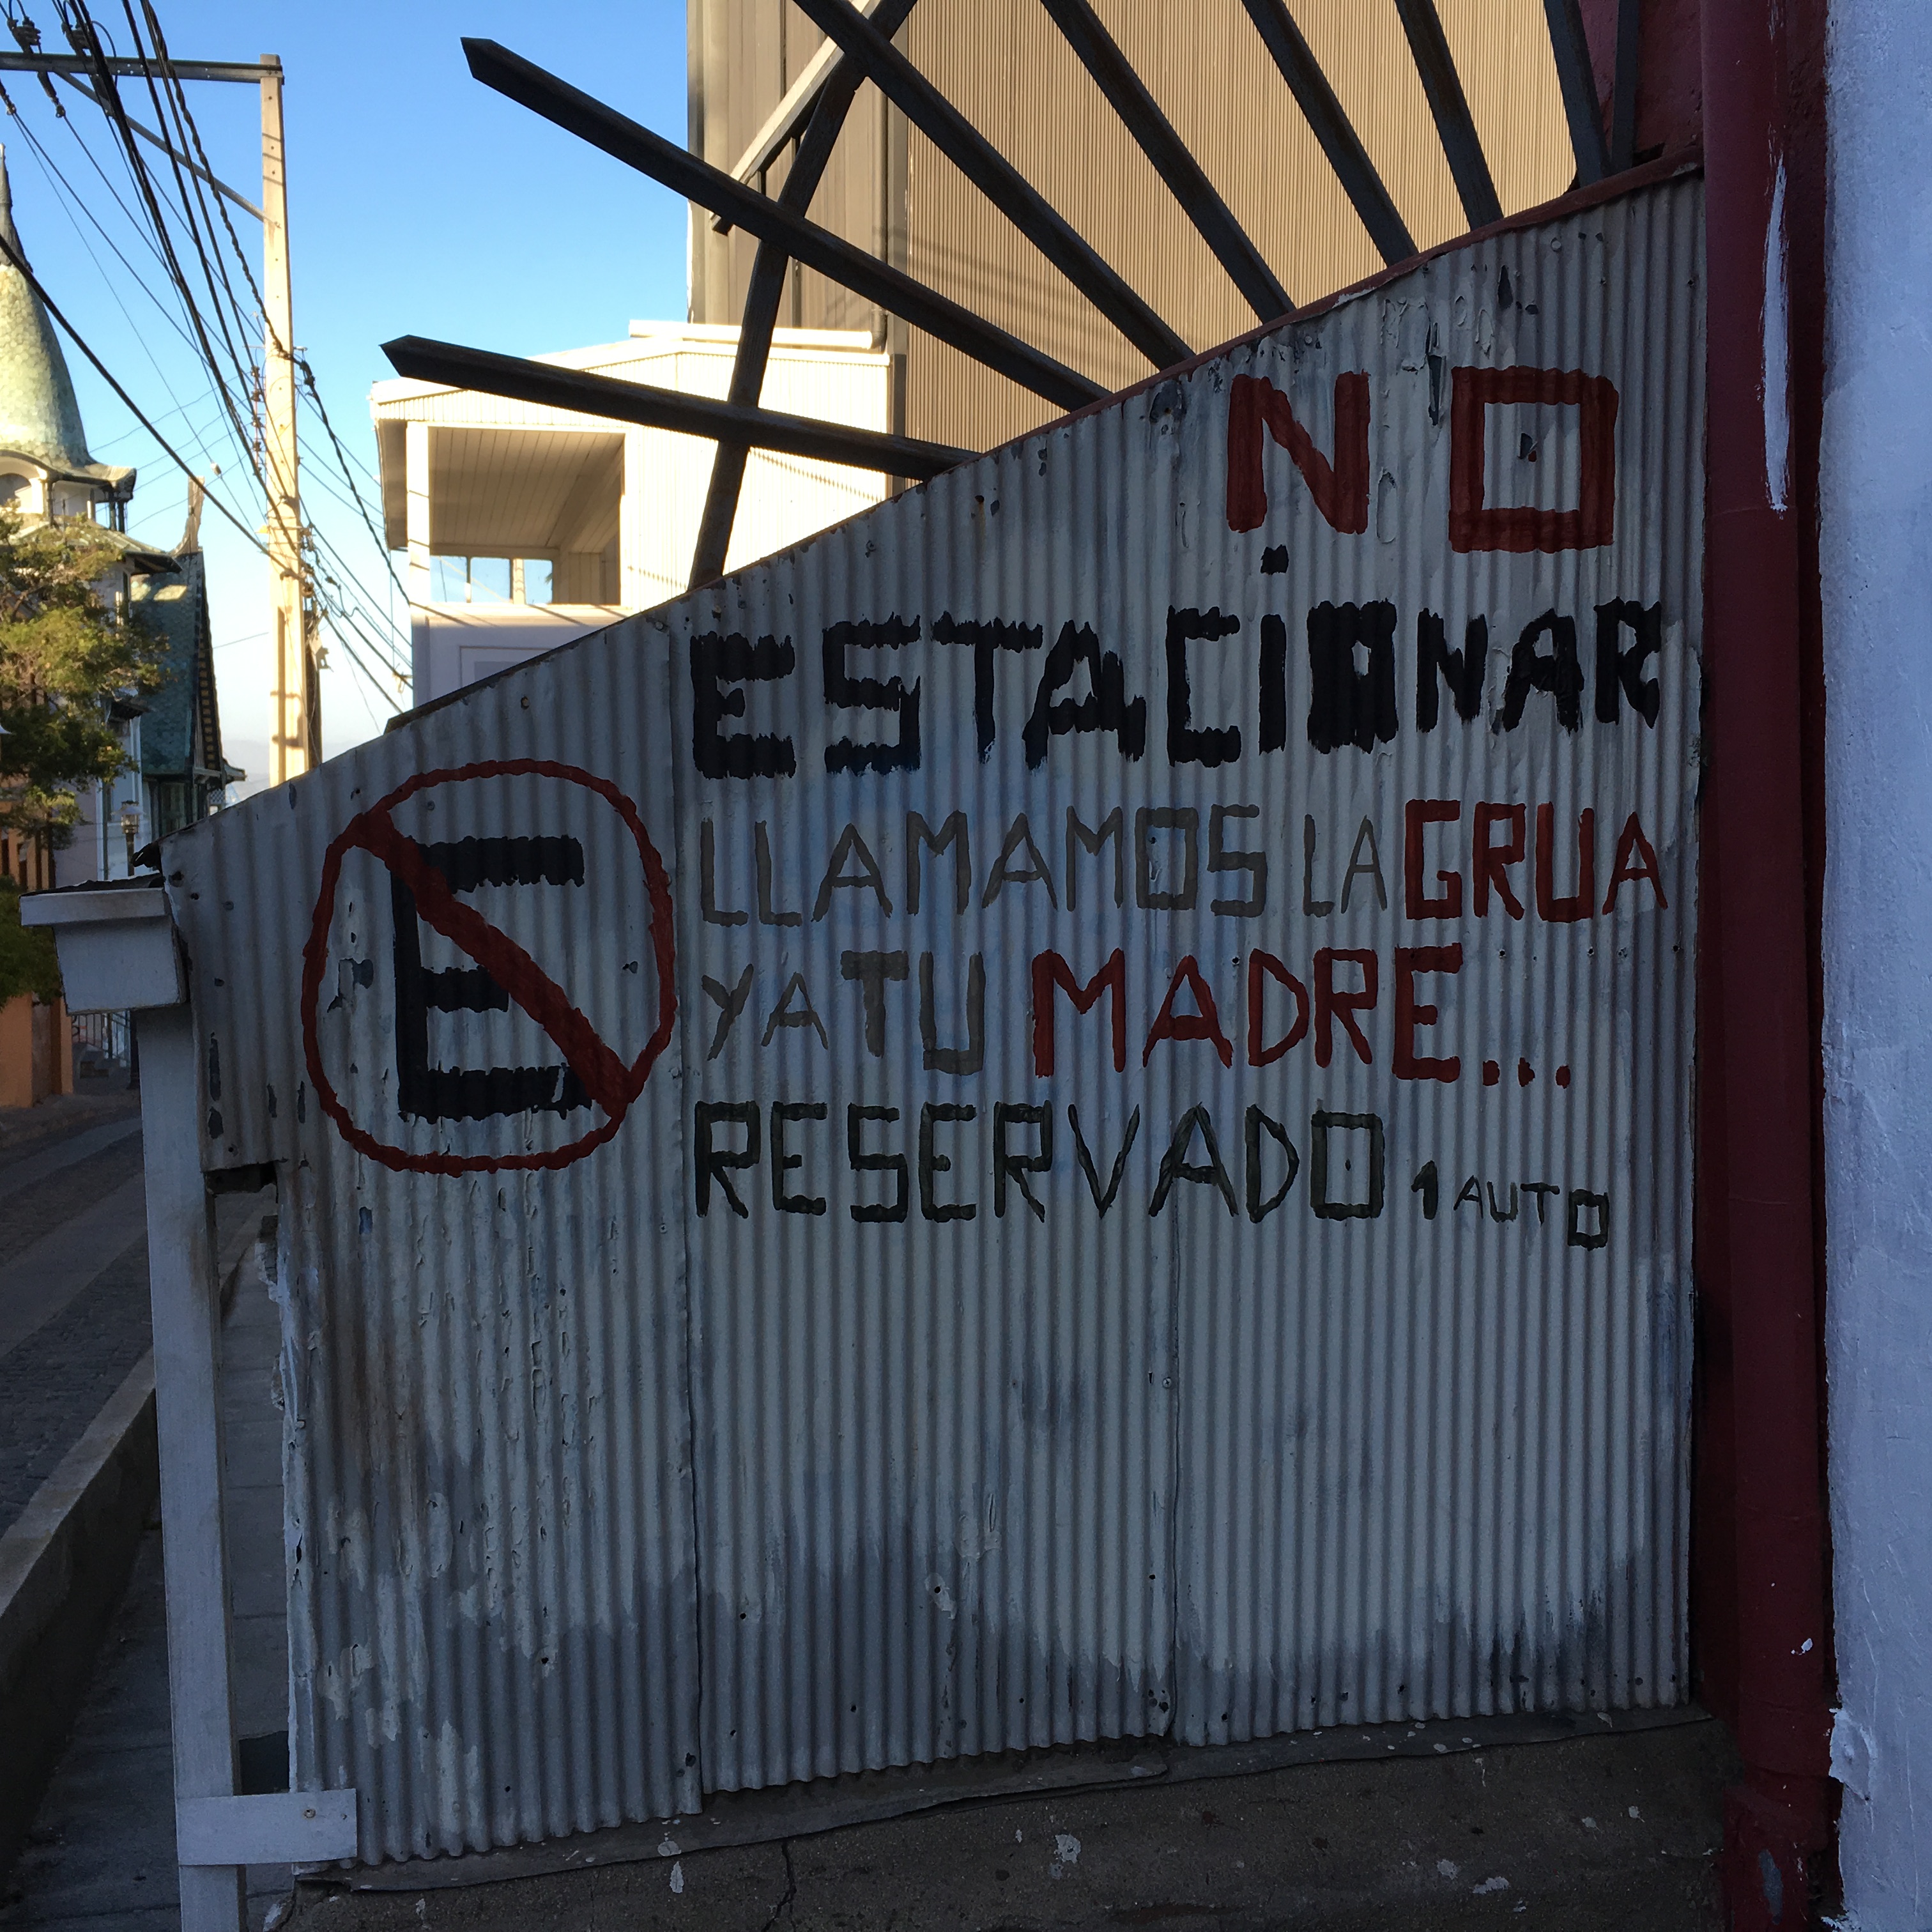 NO
ESTACiONAR
E
LLAMAMOS LA GRUA
Y A TU MADRE...
RESERVADO 1 AUTO